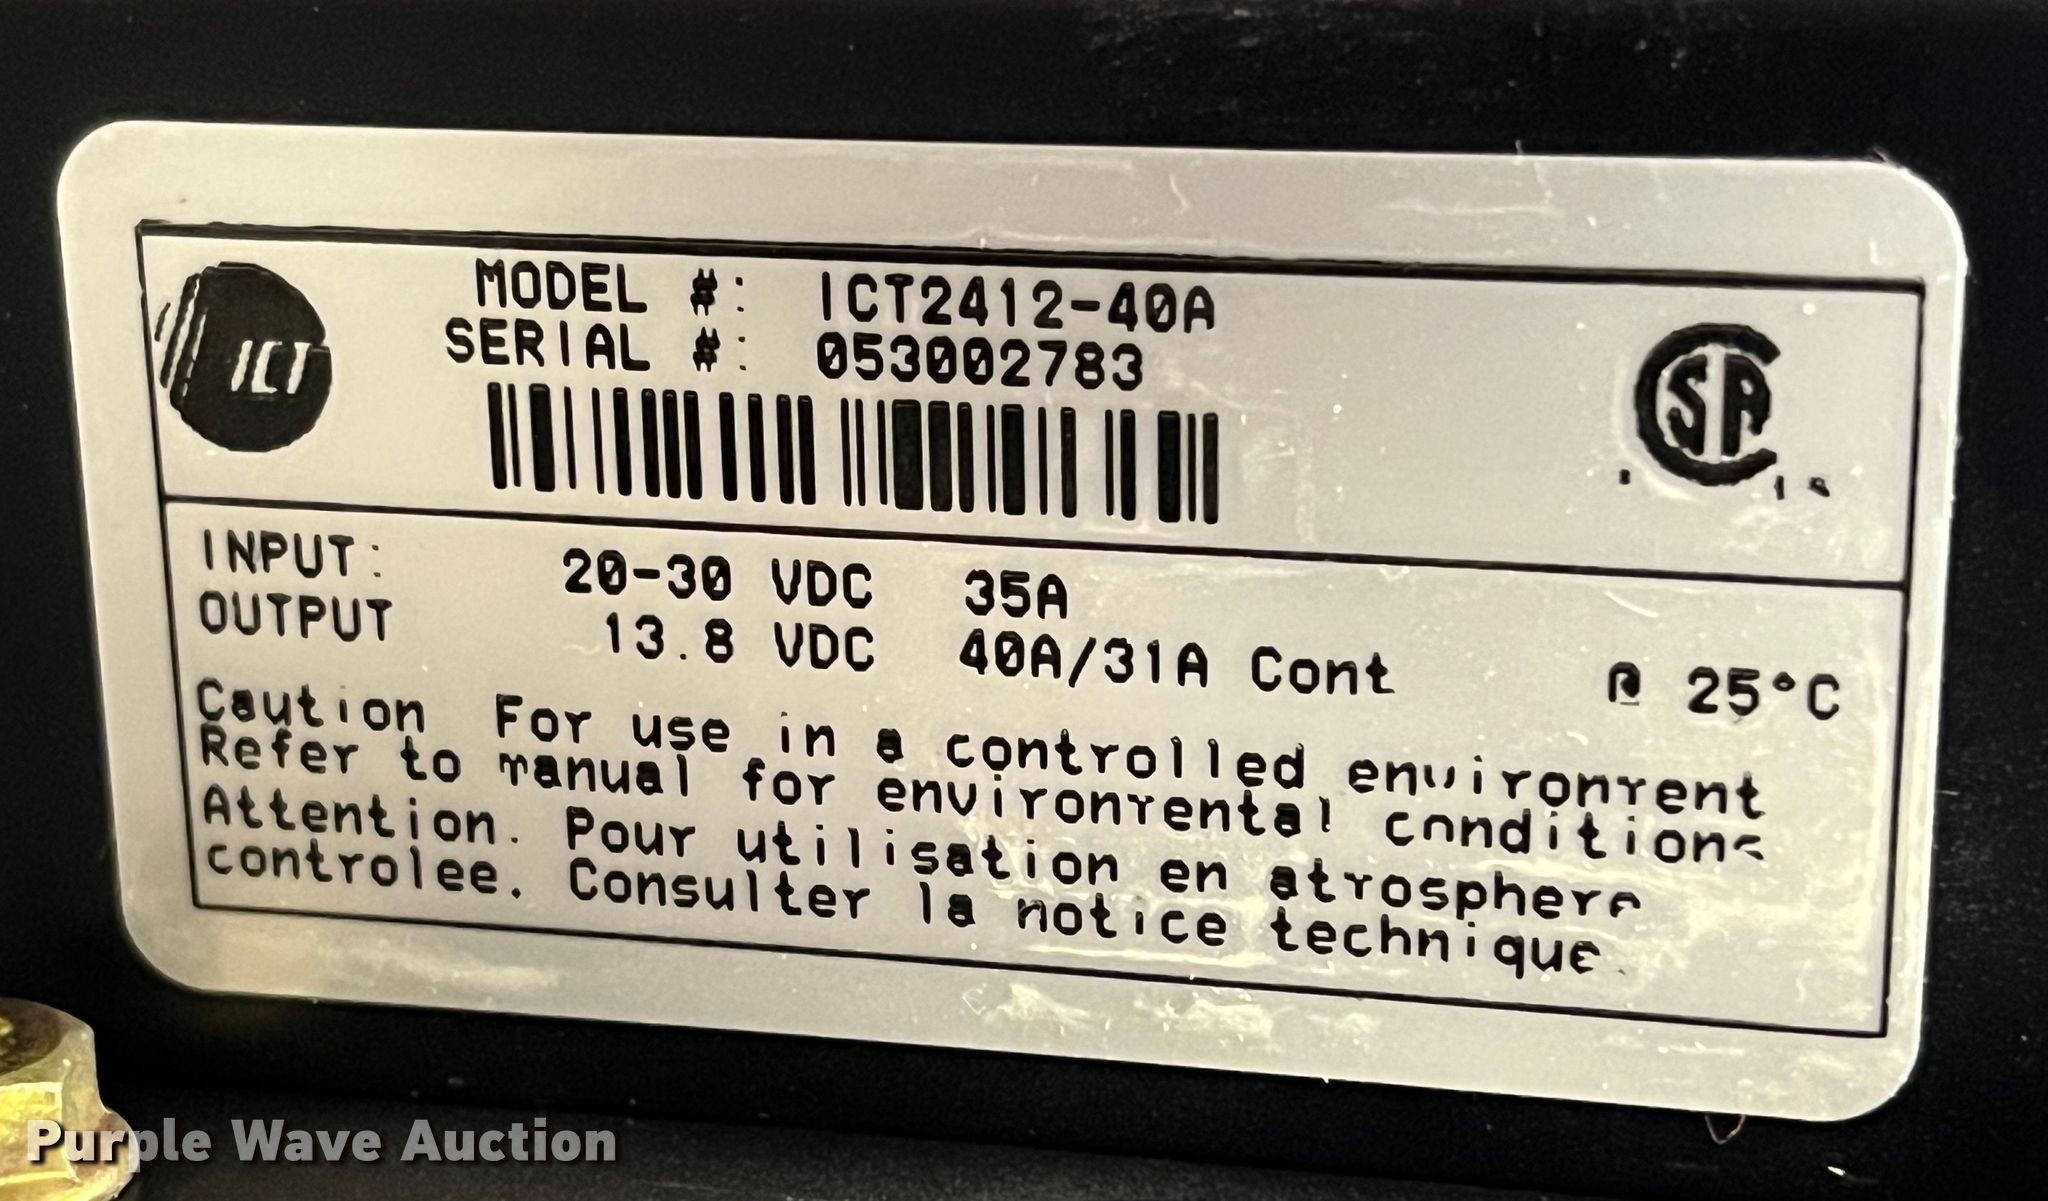 ICT
MODEL #: ICT2412-40A
SERIAL #: 053002783
SA
INPUT: 20-30 VDC 35A
OUTPUT 13.8 VDC 40A/31A Cont @ 25°C
Caution For use in a controlled environment
Refer to manual for environmental conditions
Attention. Pour utilisation en atmosphere
controlee. Consulter la notice technique.
Purple Wave Auction